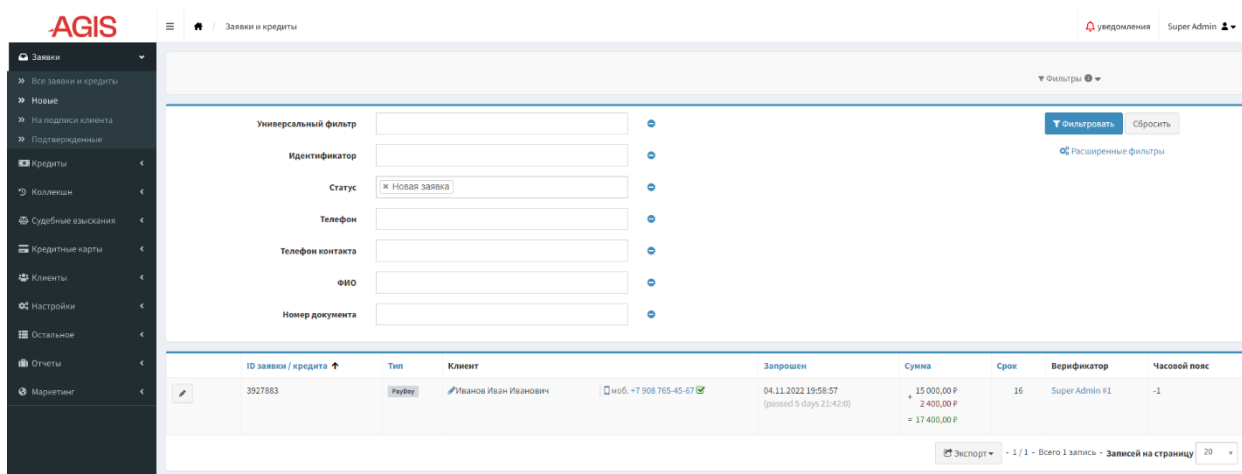 AGIS
Заявки и кредиты
уведомления Super Admin
Заявки
Все заявки и кредиты
Новые
На подписи клиента
Подтвержденные
Кредиты
Коллекшн
Судебные взыскания
Кредитные карты
Клиенты
Настройки
Остальное
Отчеты
Маркетинг
Фильтры
Универсальный фильтр
Фильтровать Сбросить
Расширенные фильтры
Идентификатор
Статус × Новая заявка
Телефон
Телефон контакта
ФИО
Номер документа
ID заявки / кредита Тип Клиент Запрошен Сумма Срок Верификатор Часовой пояс
3927883 PayDay Иванов Иван Иванович моб. +7 908 765-45-67 04.11.2022 19:58:57 15 000,00 ₽ 16 Super Admin #1 -1
(passed 5 days 21:42:0) + 2 400,00 ₽
= 17 400,00 ₽
Экспорт - 1 / 1 - Всего 1 запись - Записей на страницу 20